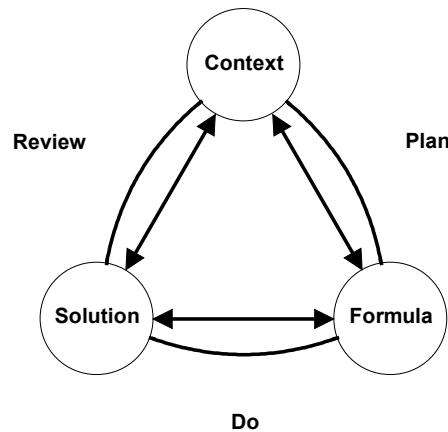 Context
Review
Plan
Solution
Formula
Do